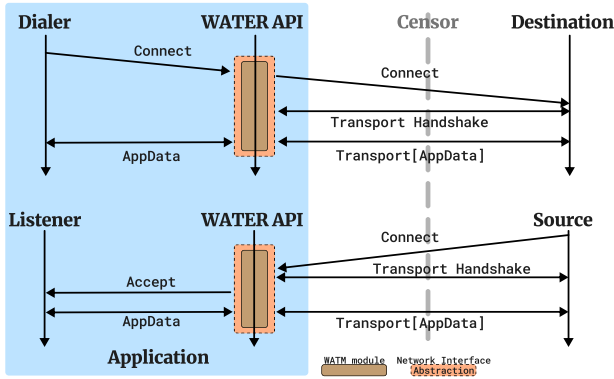 Dialer WATER API Censor Destination
Connect
Connect
Transport Handshake
AppData Transport[AppData]
Listener WATER API Source
Connect
Transport Handshake
Accept
AppData Transport[AppData]
Application
WATM module Network Interface
Abstraction